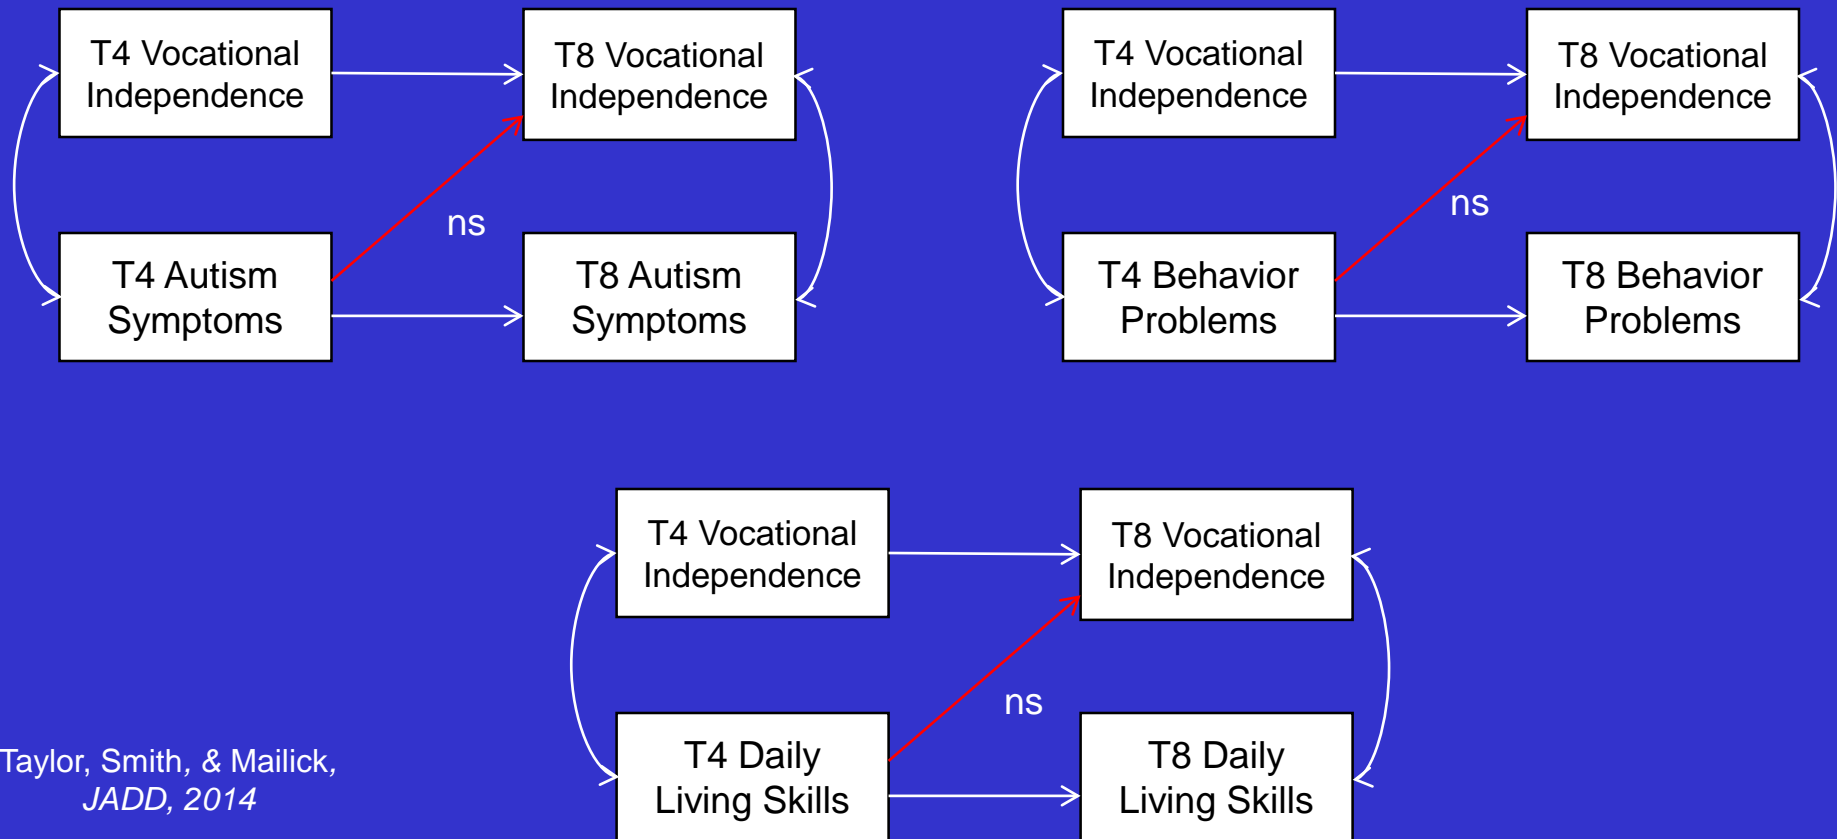 T4 Vocational
Independence
T8 Vocational
Independence
ns
T4 Autism
Symptoms
T8 Autism
Symptoms
T4 Vocational
Independence
T8 Vocational
Independence
ns
T4 Behavior
Problems
T8 Behavior
Problems
T4 Vocational
Independence
T8 Vocational
Independence
ns
T4 Daily
Living Skills
T8 Daily
Living Skills
Taylor, Smith, & Mailick,
JADD, 2014